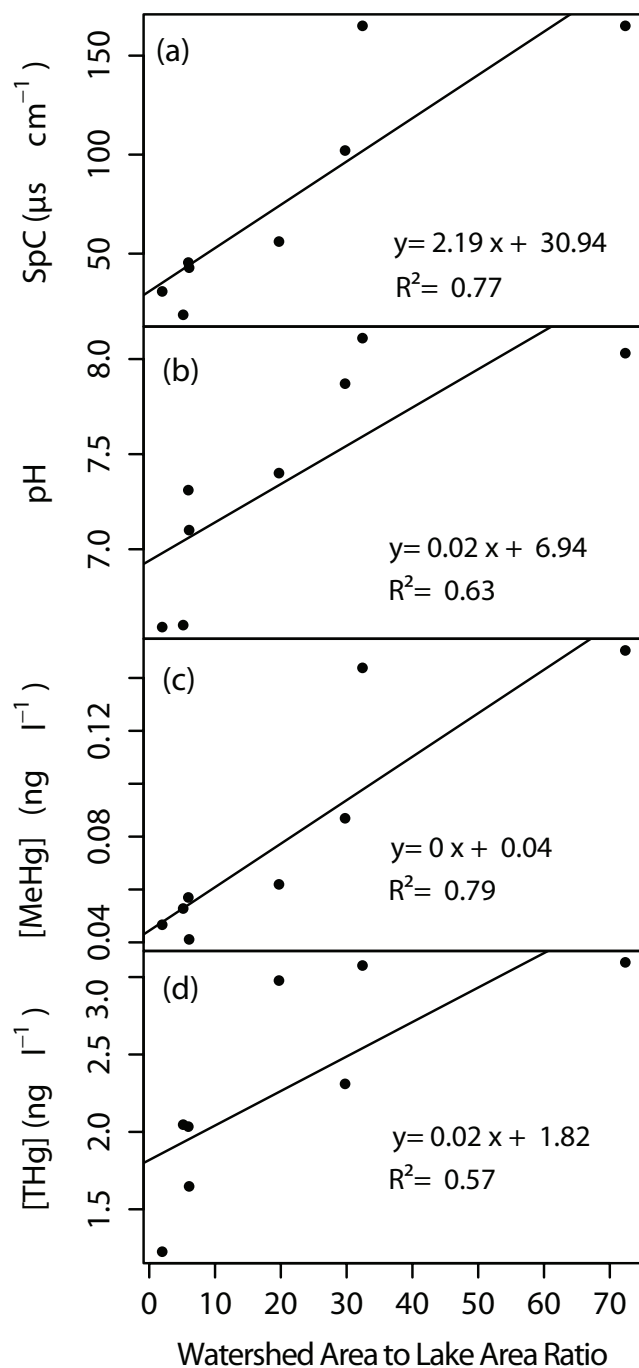 (a)
SpC (µs cm⁻¹)
150
100
50
y= 2.19 x + 30.94
R²= 0.77
(b)
pH
8.0
7.5
7.0
y= 0.02 x + 6.94
R²= 0.63
(c)
[MeHg] (ng l⁻¹)
0.12
0.08
0.04
y= 0 x + 0.04
R²= 0.79
(d)
[THg] (ng l⁻¹)
3.0
2.5
2.0
1.5
y= 0.02 x + 1.82
R²= 0.57
0 10 20 30 40 50 60 70
Watershed Area to Lake Area Ratio